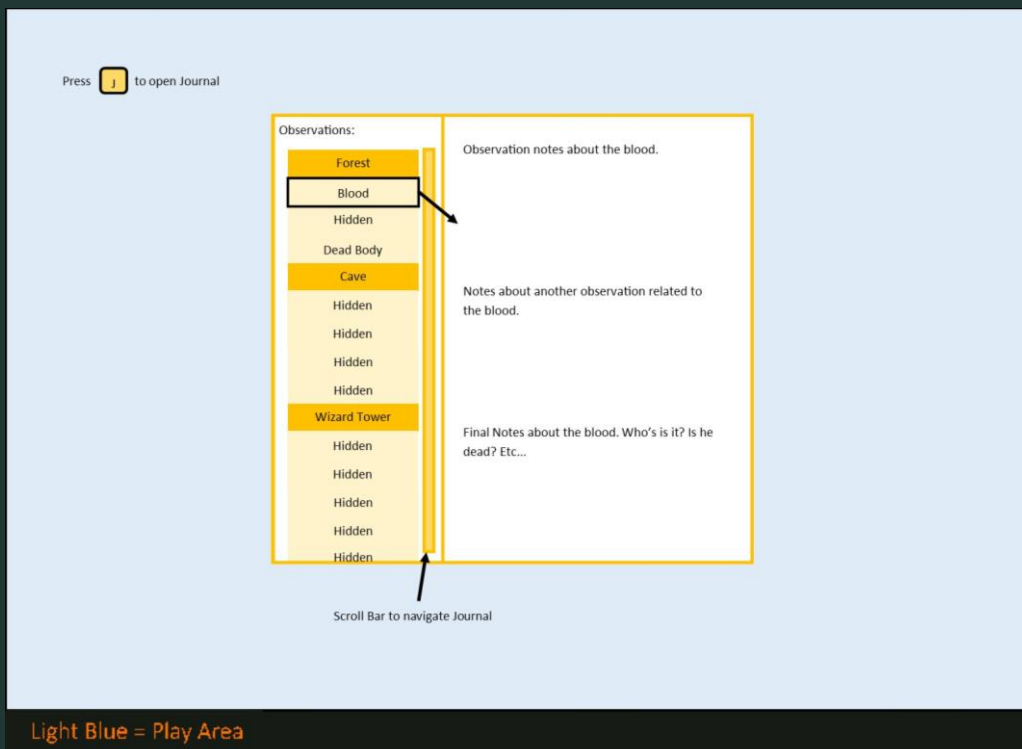 Press J to open Journal
Observations:
Forest
Blood
Hidden
Dead Body
Cave
Hidden
Hidden
Hidden
Hidden
Wizard Tower
Hidden
Hidden
Hidden
Hidden
Hidden
Observation notes about the blood.
Notes about another observation related to
the blood.
Final Notes about the blood. Who's is it? Is he
dead? Etc...
Scroll Bar to navigate Journal
Light Blue = Play Area